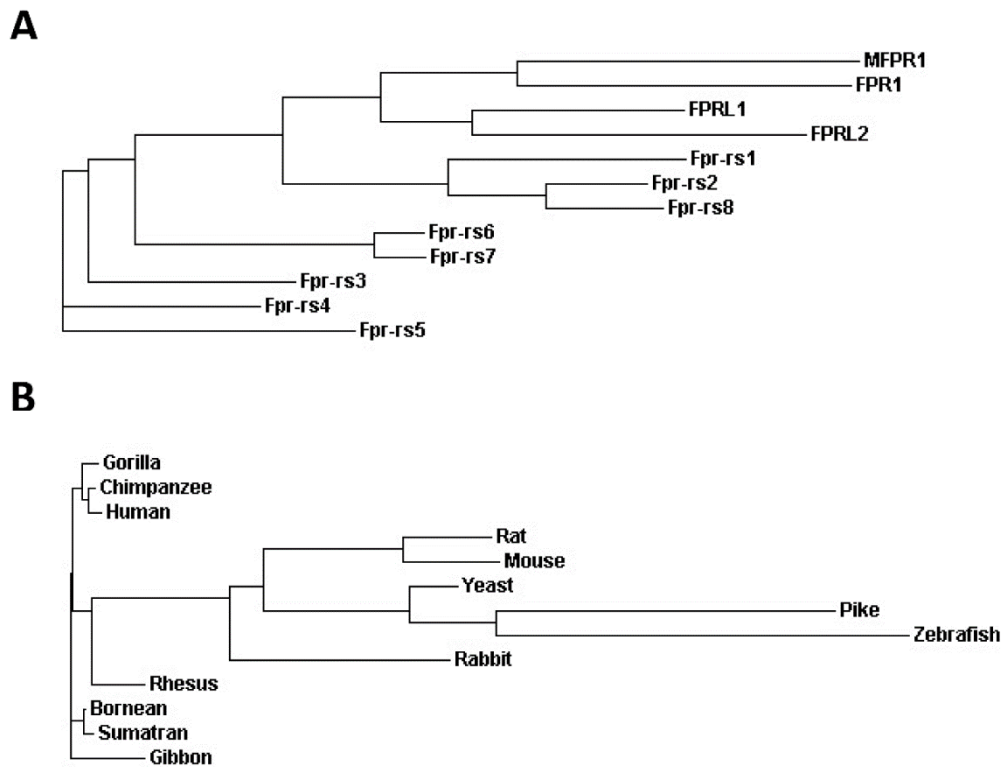 A
MFPR1
FPR1
FPRL1
FPRL2
Fpr-rs1
Fpr-rs2
Fpr-rs8
Fpr-rs6
Fpr-rs7
Fpr-rs3
Fpr-rs4
Fpr-rs5
B
Gorilla
Chimpanzee
Human
Rat
Mouse
Yeast
Pike
Zebrafish
Rabbit
Rhesus
Bornean
Sumatran
Gibbon